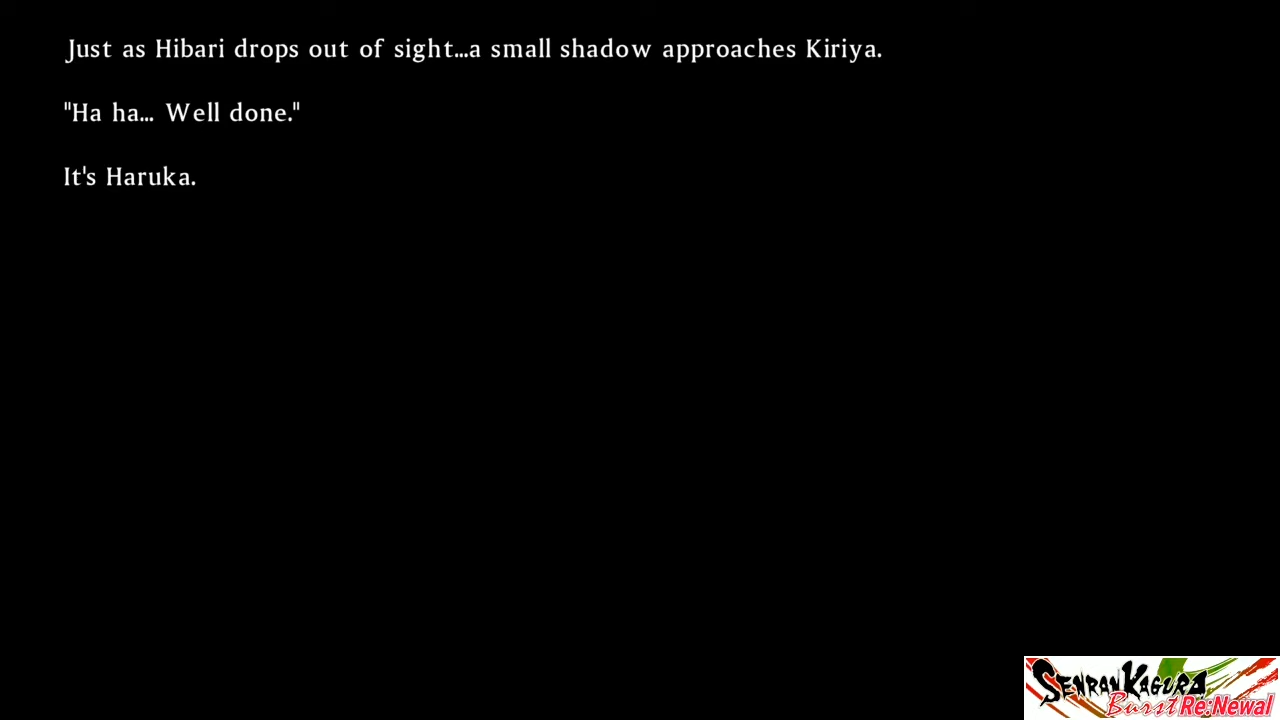 Just as Hibari drops out of sight...a small shadow approaches Kiriya.
"Ha ha... Well done."
It's Haruka.
SENRAN KAGURA
Burst Re:Newal